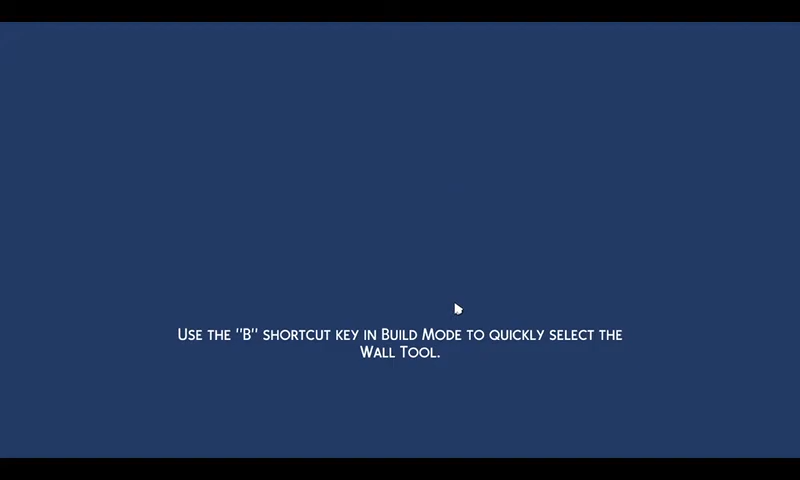 Use the "B" shortcut key in Build Mode to quickly select the
Wall Tool.